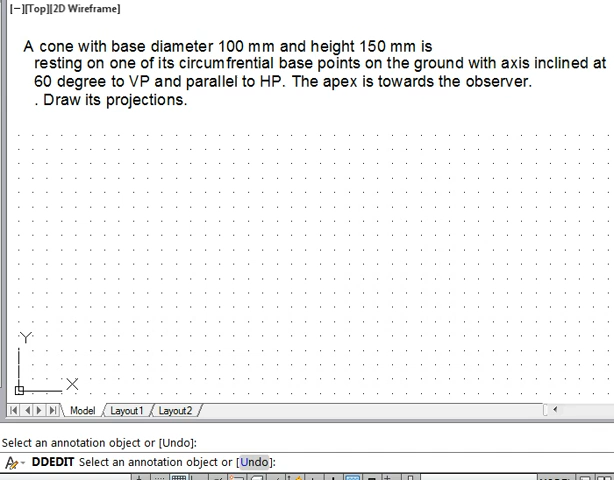 [−][Top][2D Wireframe]
A cone with base diameter 100 mm and height 150 mm is
resting on one of its circumfrential base points on the ground with axis inclined at
60 degree to VP and parallel to HP. The apex is towards the observer.
. Draw its projections.
Y
X
Model Layout1 Layout2
Select an annotation object or [Undo]:
DDEDIT Select an annotation object or [Undo]: